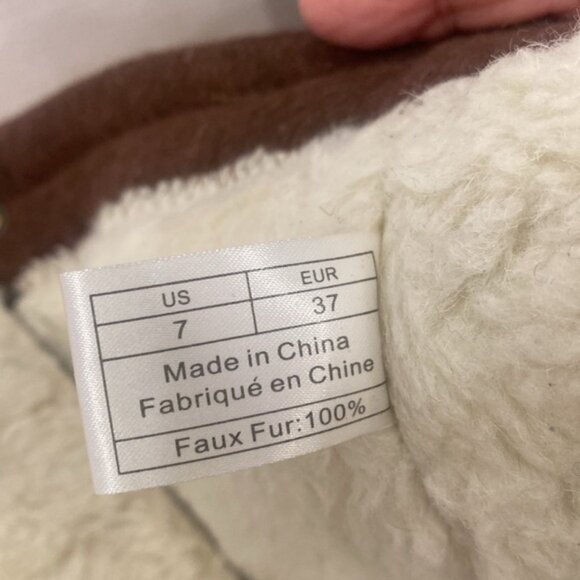 US EUR
7 37
Made in China
Fabriqué en Chine
Faux Fur:100%